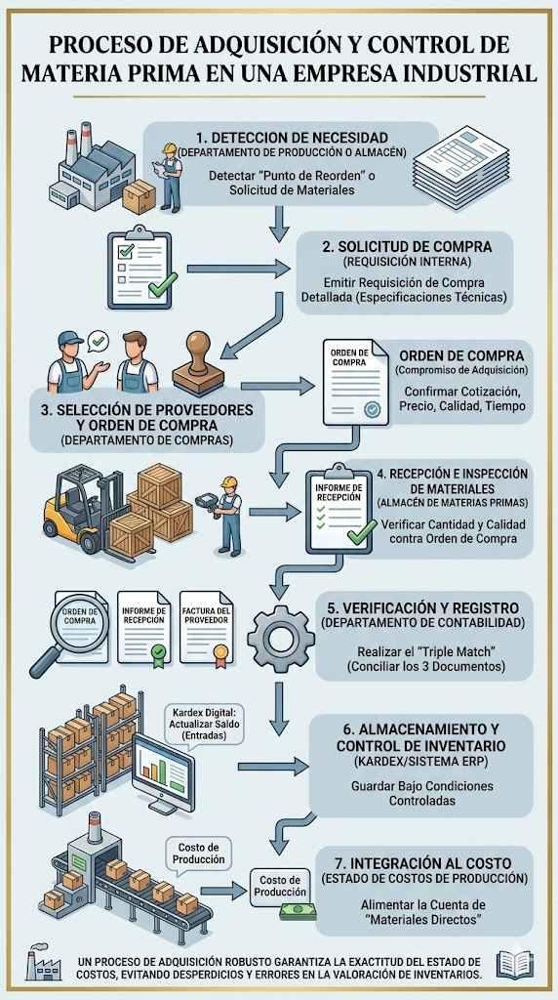 PROCESO DE ADQUISICIÓN Y CONTROL DE
MATERIA PRIMA EN UNA EMPRESA INDUSTRIAL
1. DETECCION DE NECESIDAD
(DEPARTAMENTO DE PRODUCCIÓN O ALMACÉN)
Detectar "Punto de Reorden" o
Solicitud de Materiales
2. SOLICITUD DE COMPRA
(REQUISICIÓN INTERNA)
Emitir Requisición de Compra
Detallada (Especificaciones Técnicas)
3. SELECCIÓN DE PROVEEDORES
Y ORDEN DE COMPRA
(DEPARTAMENTO DE COMPRAS)
ORDEN DE
COMPRA
ORDEN DE COMPRA
(Compromiso de Adquisición)
Confirmar Cotización,
Precio, Calidad, Tiempo
INFORME DE
RECEPCIÓN
4. RECEPCIÓN E INSPECCIÓN
DE MATERIALES
(ALMACÉN DE MATERIAS PRIMAS)
Verificar Cantidad y Calidad
contra Orden de Compra
ORDEN DE
COMPRA
INFORME DE
RECEPCIÓN
FACTURA DEL
PROVEEDOR
5. VERIFICACIÓN Y REGISTRO
(DEPARTAMENTO DE CONTABILIDAD)
Realizar el "Triple Match"
(Conciliar los 3 Documentos)
Kardex Digital:
Actualizar Saldo
(Entradas)
6. ALMACENAMIENTO Y
CONTROL DE INVENTARIO
(KARDEX/SISTEMA ERP)
Guardar Bajo Condiciones
Controladas
Costo de
Producción
Costo de
Producción
7. INTEGRACIÓN AL COSTO
(ESTADO DE COSTOS DE PRODUCCIÓN)
Alimentar la Cuenta de
"Materiales Directos"
UN PROCESO DE ADQUISICIÓN ROBUSTO GARANTIZA LA EXACTITUD DEL ESTADO DE
COSTOS, EVITANDO DESPERDICIOS Y ERRORES EN LA VALORACIÓN DE INVENTARIOS.